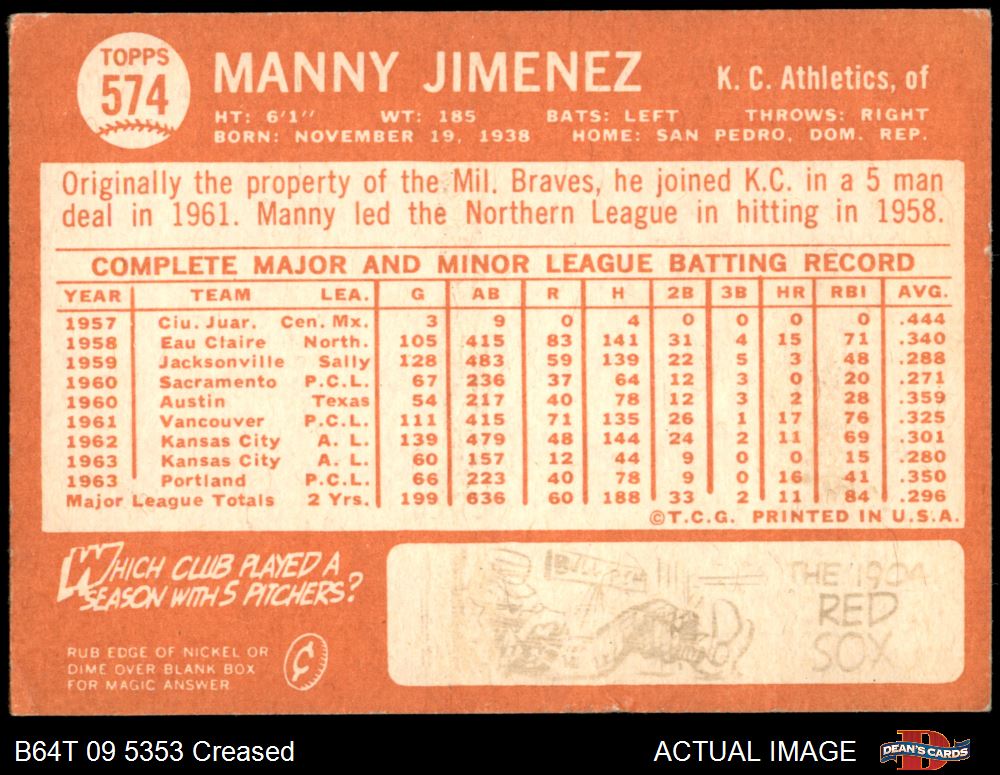 TOPPS
574
MANNY JIMENEZ
K. C. Athletics, of
HT: 6'1" WT: 185 BATS: LEFT THROWS: RIGHT
BORN: NOVEMBER 19, 1938 HOME: SAN PEDRO, DOM. REP.
Originally the property of the Mil. Braves, he joined K.C. in a 5 man
deal in 1961. Manny led the Northern League in hitting in 1958.
COMPLETE MAJOR AND MINOR LEAGUE BATTING RECORD
YEAR TEAM LEA. G AB R H 2B 3B HR RBI AVG.
1957 Ciu. Juar. Cen. Mx. 3 9 0 4 0 0 0 0 .444
1958 Eau Claire North. 105 415 83 141 31 4 15 71 .340
1959 Jacksonville Sally 128 483 59 139 22 5 3 48 .288
1960 Sacramento P.C.L. 67 236 37 64 12 3 0 20 .271
1960 Austin Texas 54 217 40 78 12 3 2 28 .359
1961 Vancouver P.C.L. 111 415 71 135 26 1 17 76 .325
1962 Kansas City A. L. 139 479 48 144 24 2 11 69 .301
1963 Kansas City A. L. 60 157 12 44 9 0 0 15 .280
1963 Portland P.C.L. 66 223 40 78 9 0 16 41 .350
Major League Totals 2 Yrs. 199 636 60 188 33 2 11 84 .296
©T.C.G. PRINTED IN U.S.A.
WHICH CLUB PLAYED A
SEASON WITH 5 PITCHERS?
RUB EDGE OF NICKEL OR
DIME OVER BLANK BOX
FOR MAGIC ANSWER
¢
THE 1904
RED
SOX
B64T 09 5353 Creased
ACTUAL IMAGE
DEAN'S CARDS